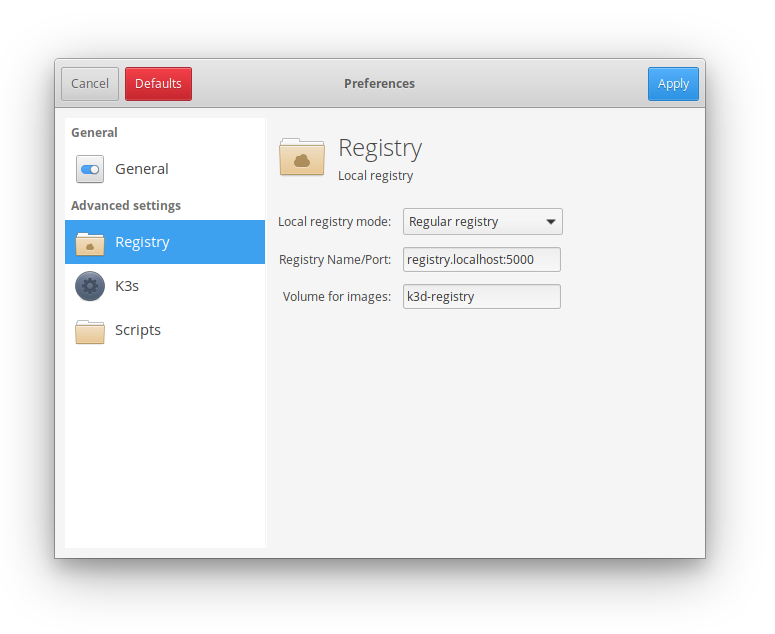 Cancel Defaults Preferences Apply
General
General
Advanced settings
Registry
K3s
Scripts
Registry
Local registry
Local registry mode: Regular registry
Registry Name/Port: registry.localhost:5000
Volume for images: k3d-registry